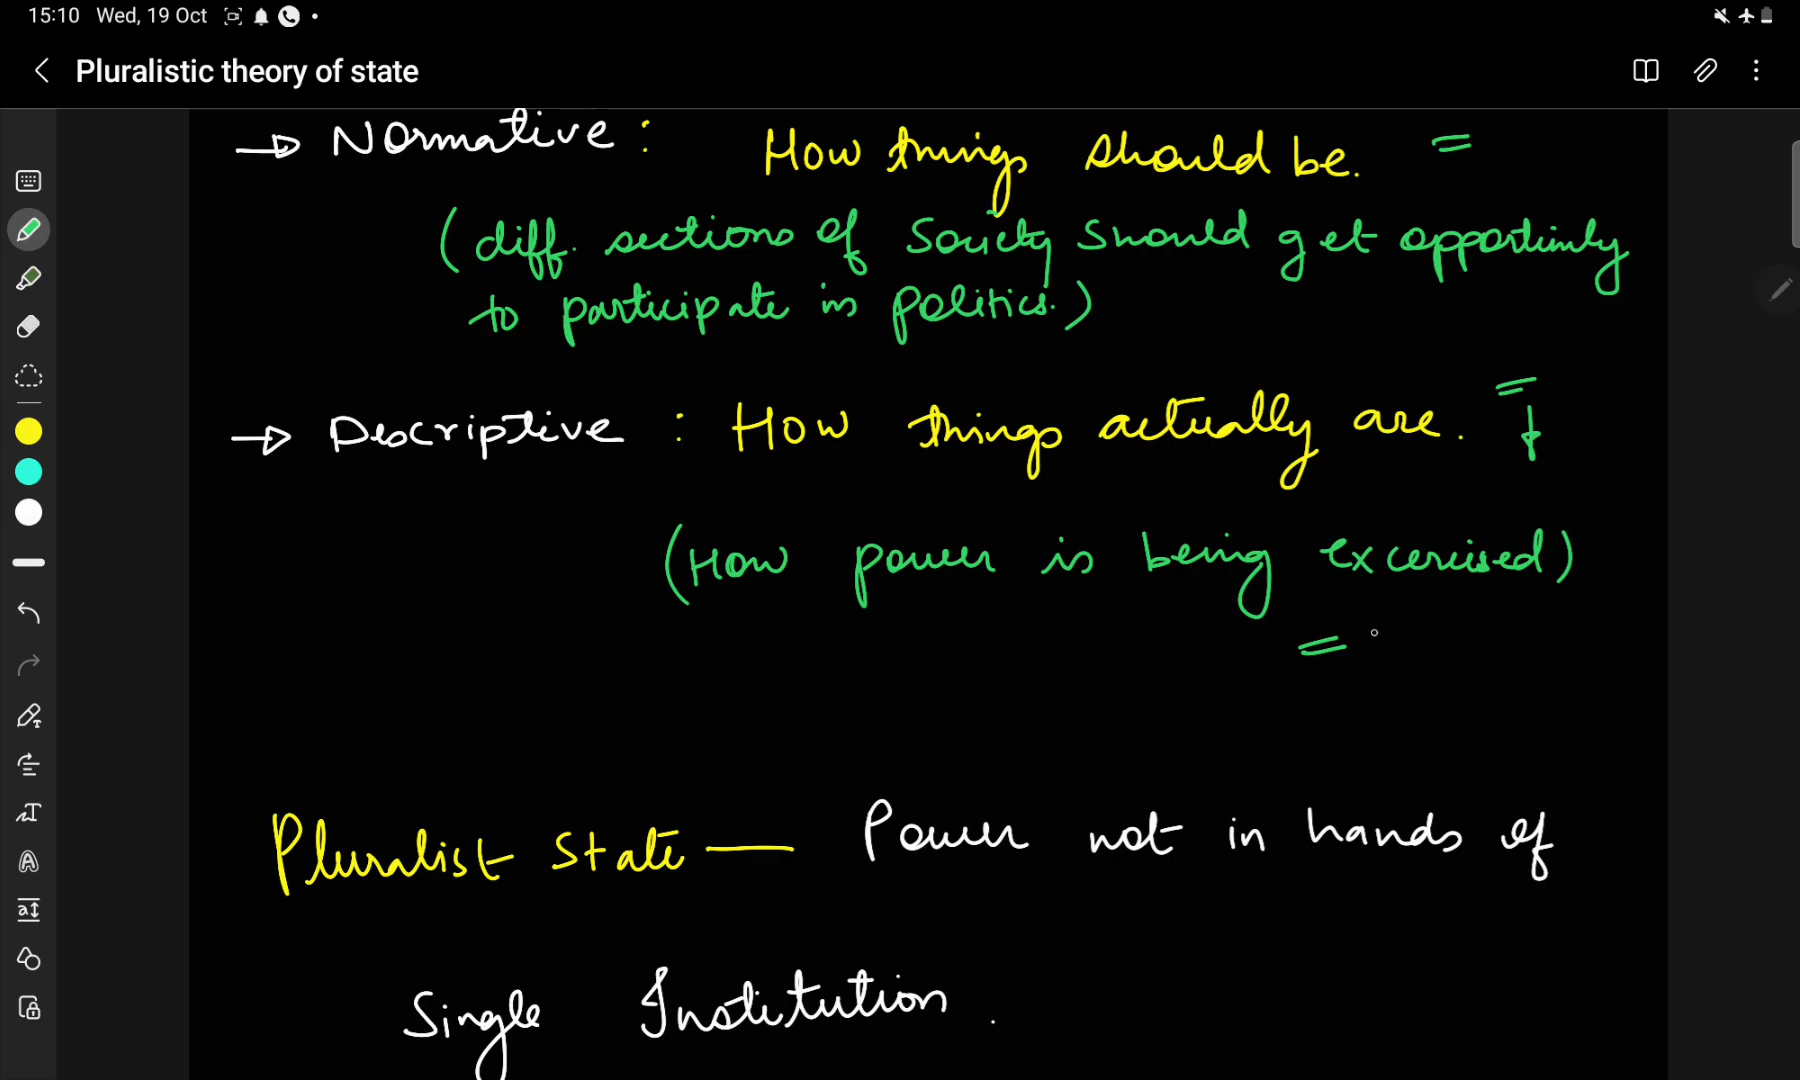 15:10 Wed, 19 Oct
Pluralistic theory of state
→ Normative : How things should be. =
(diff. sections of society should get opportunity
to participate in politics.)
→ Descriptive : How things actually are. =
(How power is being excercised)
=
Pluralist State — Power not in hands of
Single Institution.